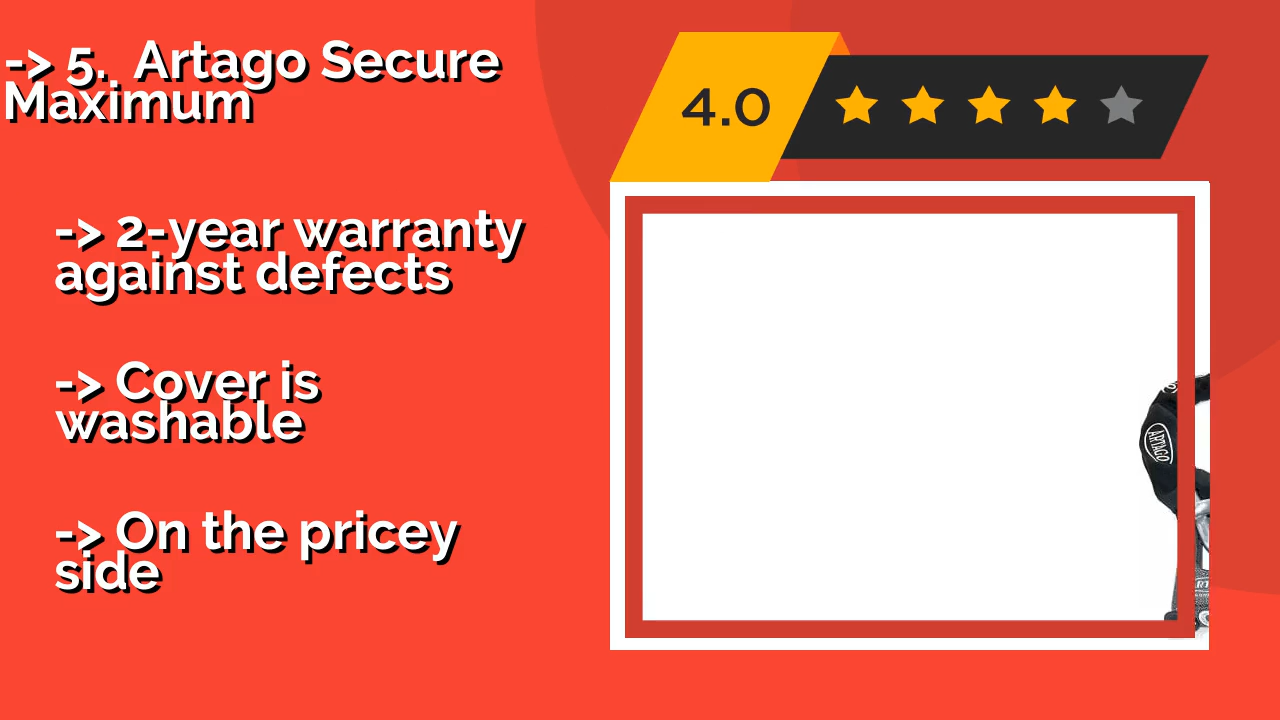 -> 5.  Artago Secure
Maximum
4.0
-> 2-year warranty
against defects
-> Cover is
washable
ARTAGO
-> On the pricey
side